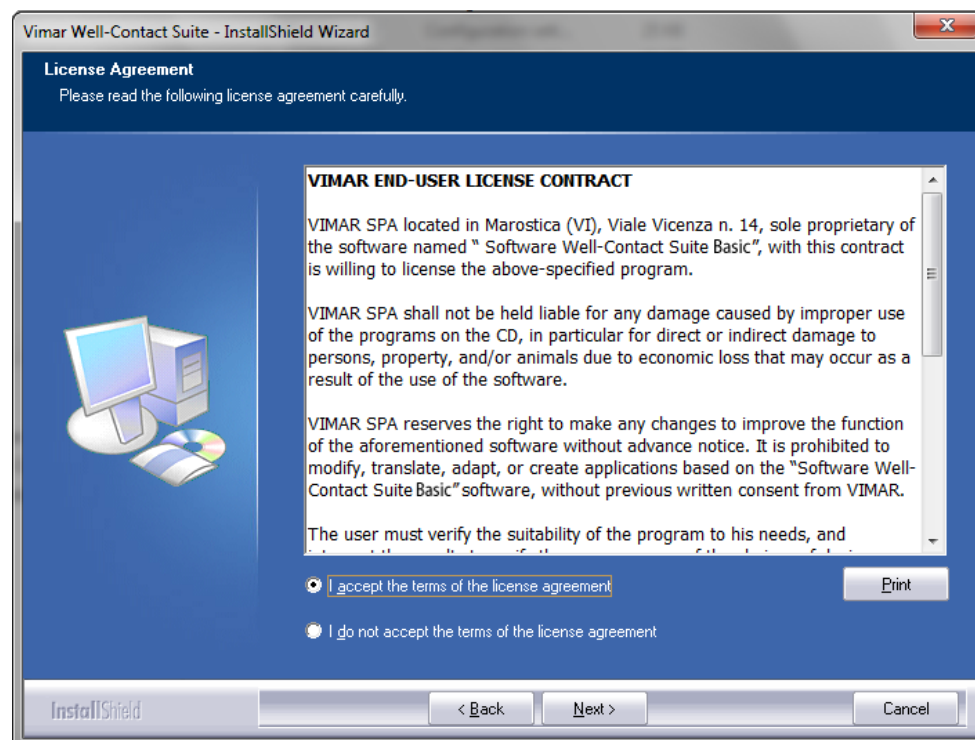 Vimar Well-Contact Suite - InstallShield Wizard
License Agreement
Please read the following license agreement carefully.
VIMAR END-USER LICENSE CONTRACT
VIMAR SPA located in Marostica (VI), Viale Vicenza n. 14, sole proprietary of
the software named “ Software Well-Contact Suite Basic”, with this contract
is willing to license the above-specified program.
VIMAR SPA shall not be held liable for any damage caused by improper use
of the programs on the CD, in particular for direct or indirect damage to
persons, property, and/or animals due to economic loss that may occur as a
result of the use of the software.
VIMAR SPA reserves the right to make any changes to improve the function
of the aforementioned software without advance notice. It is prohibited to
modify, translate, adapt, or create applications based on the “Software Well-
Contact Suite Basic” software, without previous written consent from VIMAR.
The user must verify the suitability of the program to his needs, and
I accept the terms of the license agreement
Print
I do not accept the terms of the license agreement
InstallShield
< Back
Next >
Cancel